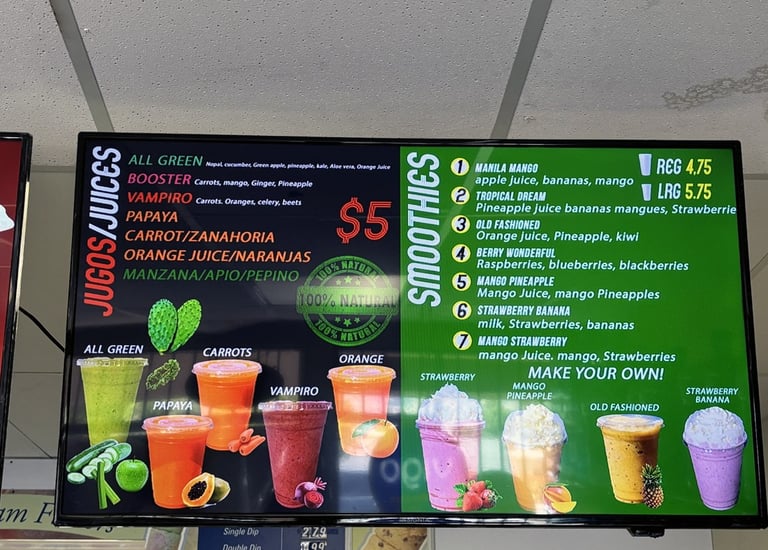 JUGOS/JUICES
ALL GREEN Nopal, cucumber, Green apple, pineapple, kale, Aloe vera, Orange Juice
BOOSTER Carrots, mango, Ginger, Pineapple
VAMPIRO Carrots. Oranges, celery, beets
PAPAYA
CARROT/ZANAHORIA
ORANGE JUICE/NARANJAS
MANZANA/APIO/PEPINO
$5
100% NATURAL
100% NATURAL
100% NATURAL
ALL GREEN
CARROTS
ORANGE
VAMPIRO
PAPAYA
SMOOTHIES
REG 4.75
LRG 5.75
1 MANILA MANGO
apple juice, bananas, mango
2 TROPICAL DREAM
Pineapple juice bananas mangues, Strawberrie
3 OLD FASHIONED
Orange juice, Pineapple, kiwi
4 BERRY WONDERFUL
Raspberries, blueberries, blackberries
5 MANGO PINEAPPLE
Mango Juice, mango Pineapples
6 STRAWBERRY BANANA
milk, Strawberries, bananas
7 MANGO STRAWBERRY
mango Juice. mango, Strawberries
MAKE YOUR OWN!
STRAWBERRY
MANGO
PINEAPPLE
OLD FASHIONED
STRAWBERRY
BANANA
Single Dip 2.79
Double Dip